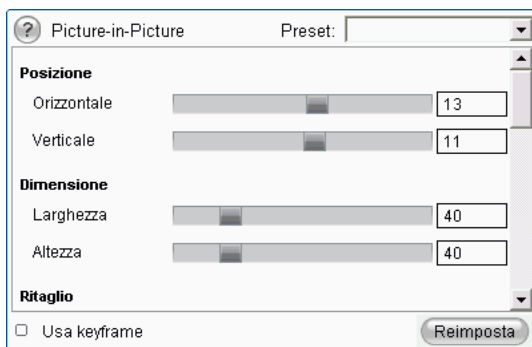 ? Picture-in-Picture Preset:
Posizione
Orizzontale 13
Verticale 11
Dimensione
Larghezza 40
Altezza 40
Ritaglio
Usa keyframe Reimposta